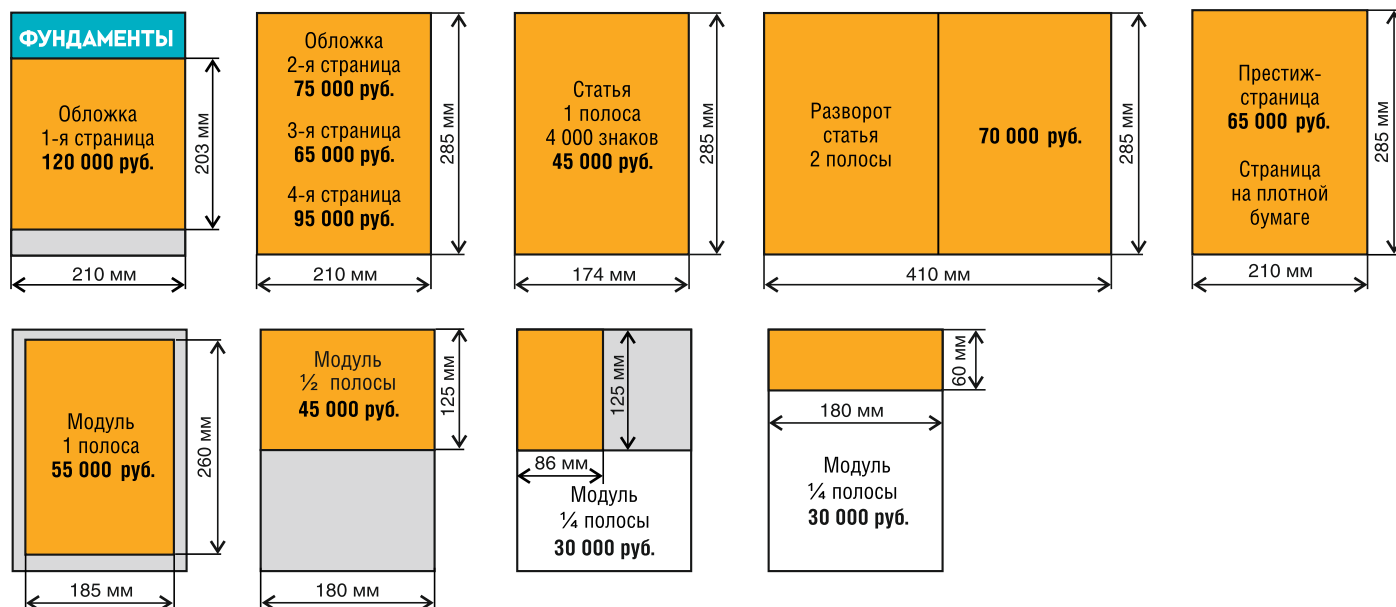 ФУНДАМЕНТЫ
Обложка
1-я страница
120 000 руб.
203 мм
210 мм
Обложка
2-я страница
75 000 руб.
3-я страница
65 000 руб.
4-я страница
95 000 руб.
285 мм
210 мм
Статья
1 полоса
4 000 знаков
45 000 руб.
285 мм
174 мм
Разворот
статья
2 полосы
70 000 руб.
285 мм
410 мм
Престиж-
страница
65 000 руб.
Страница
на плотной
бумаге
285 мм
210 мм
Модуль
1 полоса
55 000 руб.
260 мм
185 мм
Модуль
½ полосы
45 000 руб.
125 мм
180 мм
125 мм
86 мм
Модуль
¼ полосы
30 000 руб.
60 мм
180 мм
Модуль
¼ полосы
30 000 руб.